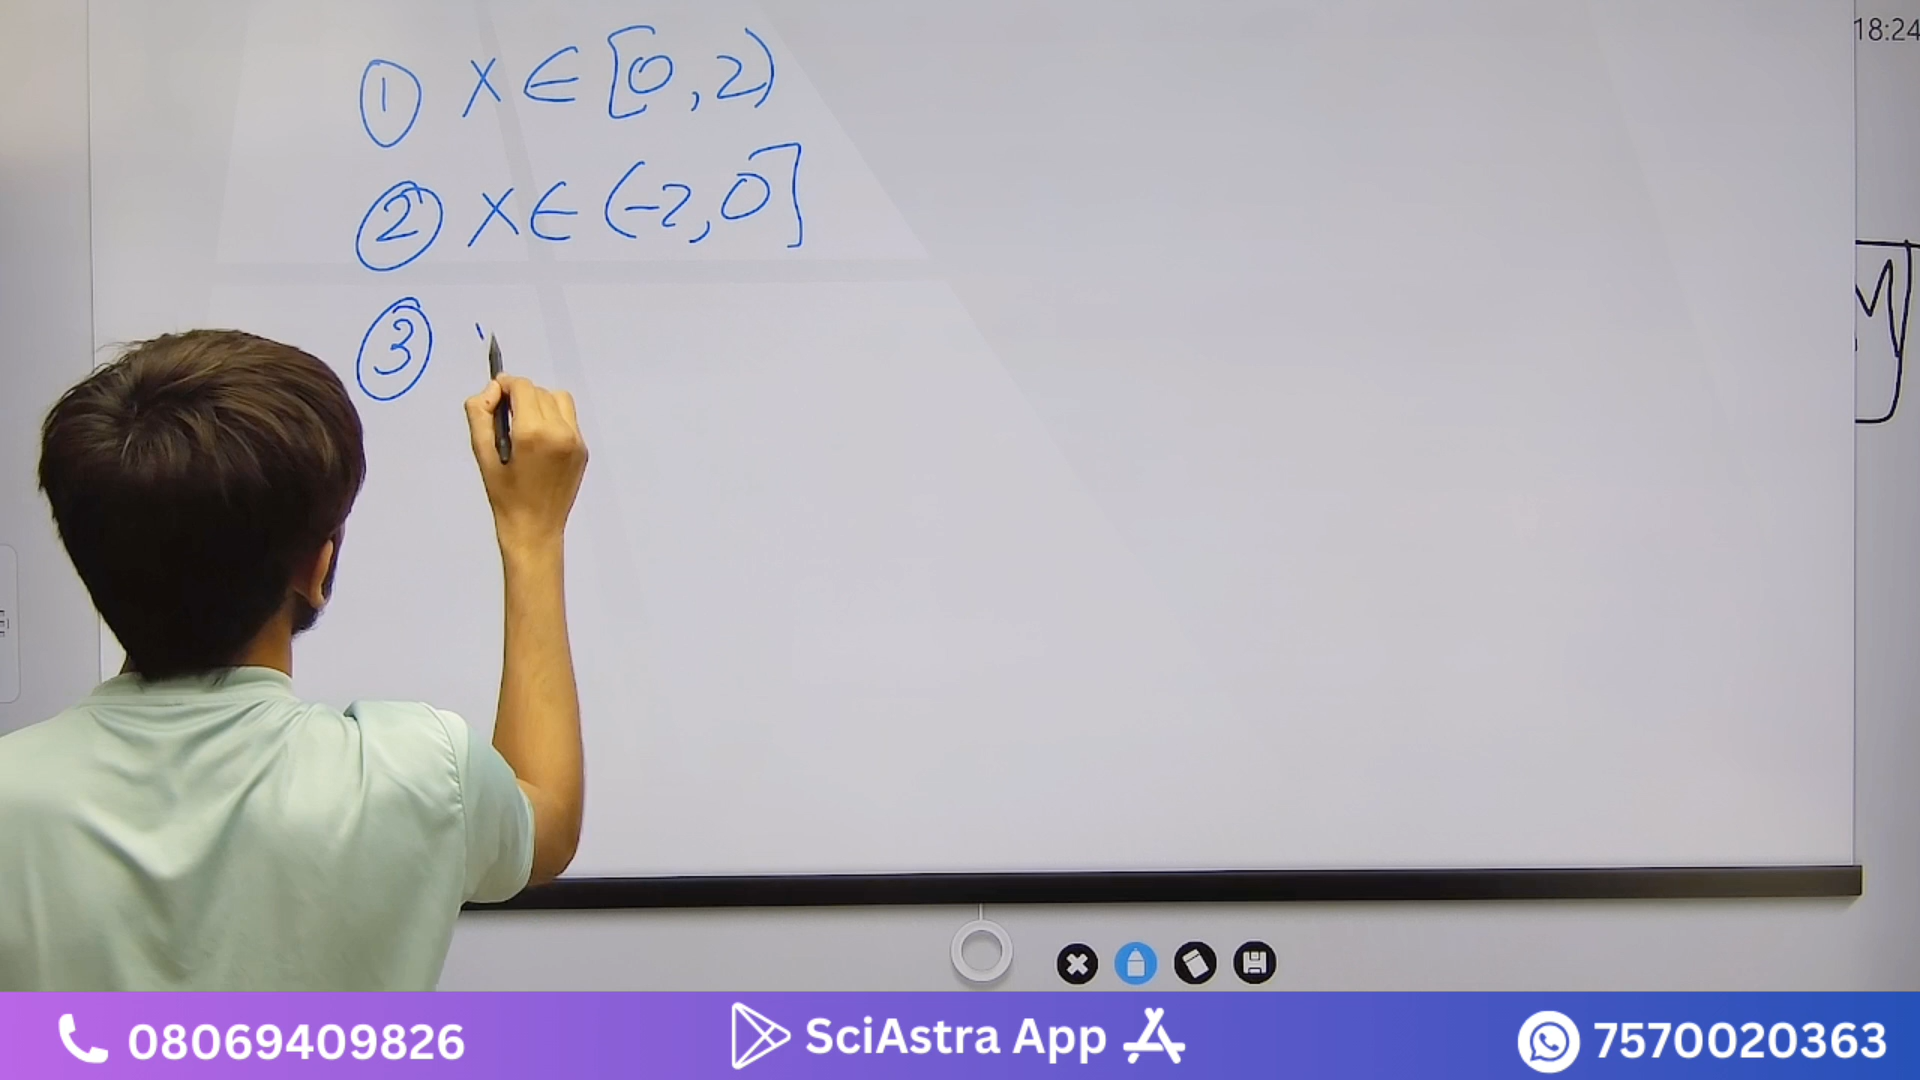 18:24
① X ∈ [0, 2)
② X ∈ (-2, 0]
③
M
08069409826
SciAstra App
7570020363